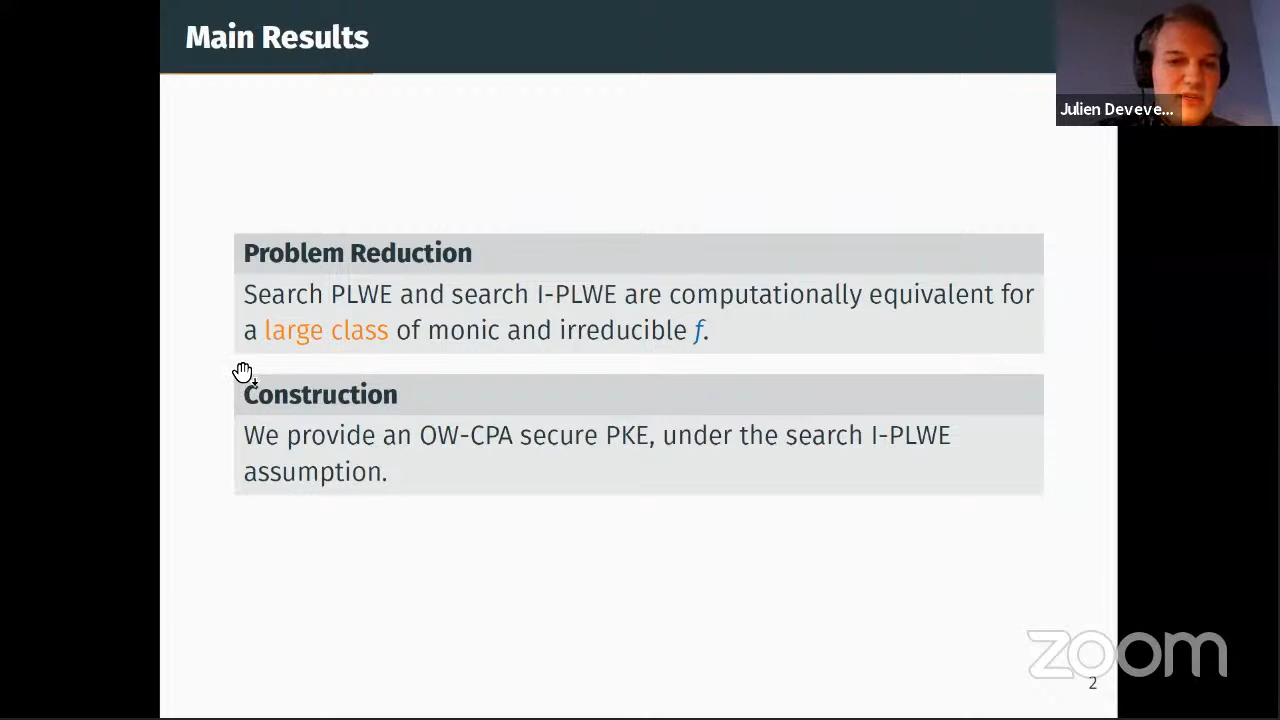 Main Results
Julien Deveve...
Problem Reduction
Search PLWE and search I-PLWE are computationally equivalent for
a large class of monic and irreducible f.
Construction
We provide an OW-CPA secure PKE, under the search I-PLWE
assumption.
zoom
2